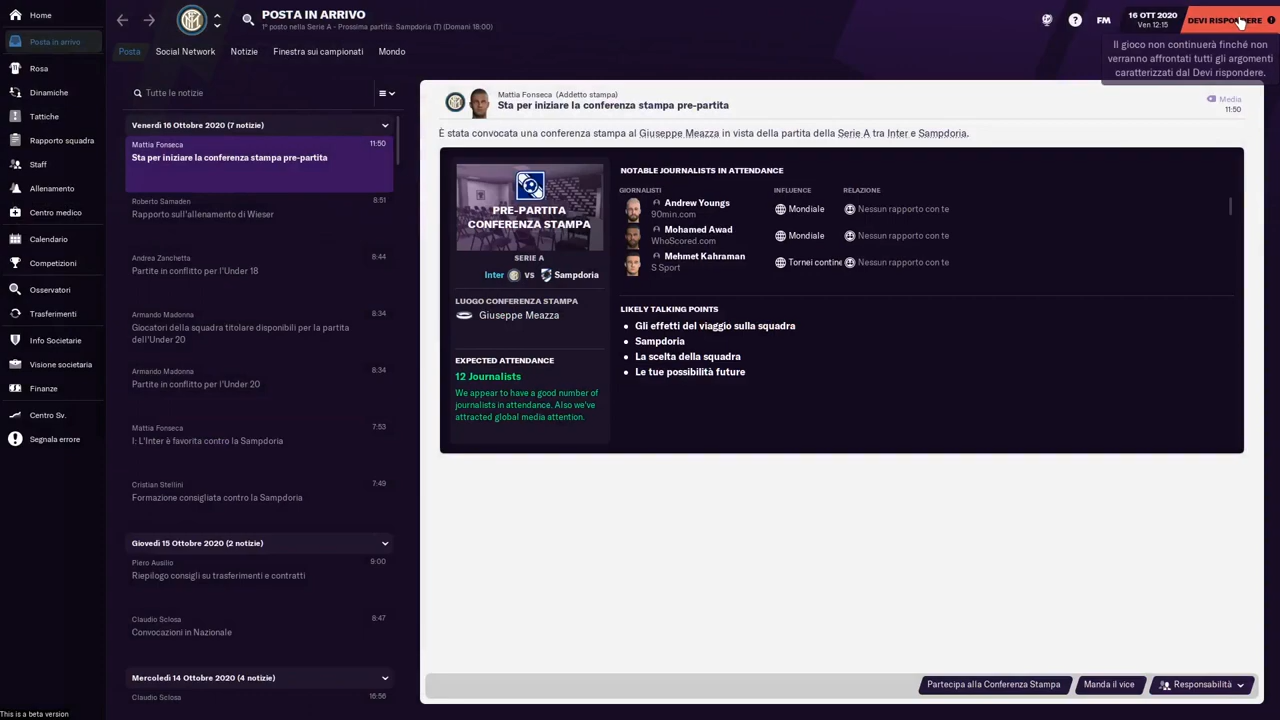 Home
Posta in arrivo
Rosa
Dinamiche
Tattiche
Rapporto squadra
Staff
Allenamento
Centro medico
Calendario
Competizioni
Osservatori
Trasferimenti
Info Societarie
Visione societaria
Finanze
Centro Sv.
Segnala errore
This is a beta version
POSTA IN ARRIVO
1° posto nella Serie A - Prossima partita: Sampdoria (T) (Domani 18:00)
FM
16 OTT 2020
Ven 12:15
DEVI RISPONDERE
Il gioco non continuerà finché non
verranno affrontati tutti gli argomenti
caratterizzati dal Devi rispondere.
Posta
Social Network
Notizie
Finestra sui campionati
Mondo
Tutte le notizie
Venerdì 16 Ottobre 2020 (7 notizie)
Mattia Fonseca 11:50
Sta per iniziare la conferenza stampa pre-partita
Roberto Samaden 8:51
Rapporto sull'allenamento di Wieser
Andrea Zanchetta 8:44
Partite in conflitto per l'Under 18
Armando Madonna 8:34
Giocatori della squadra titolare disponibili per la partita
dell'Under 20
Armando Madonna 8:34
Partite in conflitto per l'Under 20
Mattia Fonseca 7:53
I: L'Inter è favorita contro la Sampdoria
Cristian Stellini 7:49
Formazione consigliata contro la Sampdoria
Giovedì 15 Ottobre 2020 (2 notizie)
Piero Ausilio 9:00
Riepilogo consigli su trasferimenti e contratti
Claudio Sclosa 8:47
Convocazioni in Nazionale
Mercoledì 14 Ottobre 2020 (4 notizie)
Claudio Sclosa 16:56
Mattia Fonseca (Addetto stampa)
Sta per iniziare la conferenza stampa pre-partita
Media
11:50
È stata convocata una conferenza stampa al Giuseppe Meazza in vista della partita della Serie A tra Inter e Sampdoria.
PRE-PARTITA
CONFERENZA STAMPA
SERIE A
Inter vs Sampdoria
LUOGO CONFERENZA STAMPA
Giuseppe Meazza
EXPECTED ATTENDANCE
12 Journalists
We appear to have a good number of
journalists in attendance. Also we've
attracted global media attention.
NOTABLE JOURNALISTS IN ATTENDANCE
GIORNALISTI INFLUENCE RELAZIONE
Andrew Youngs
90min.com
Mondiale
Nessun rapporto con te
Mohamed Awad
WhoScored.com
Mondiale
Nessun rapporto con te
Mehmet Kahraman
S Sport
Tornei contine
Nessun rapporto con te
LIKELY TALKING POINTS
Gli effetti del viaggio sulla squadra
Sampdoria
La scelta della squadra
Le tue possibilità future
Partecipa alla Conferenza Stampa
Manda il vice
Responsabilità